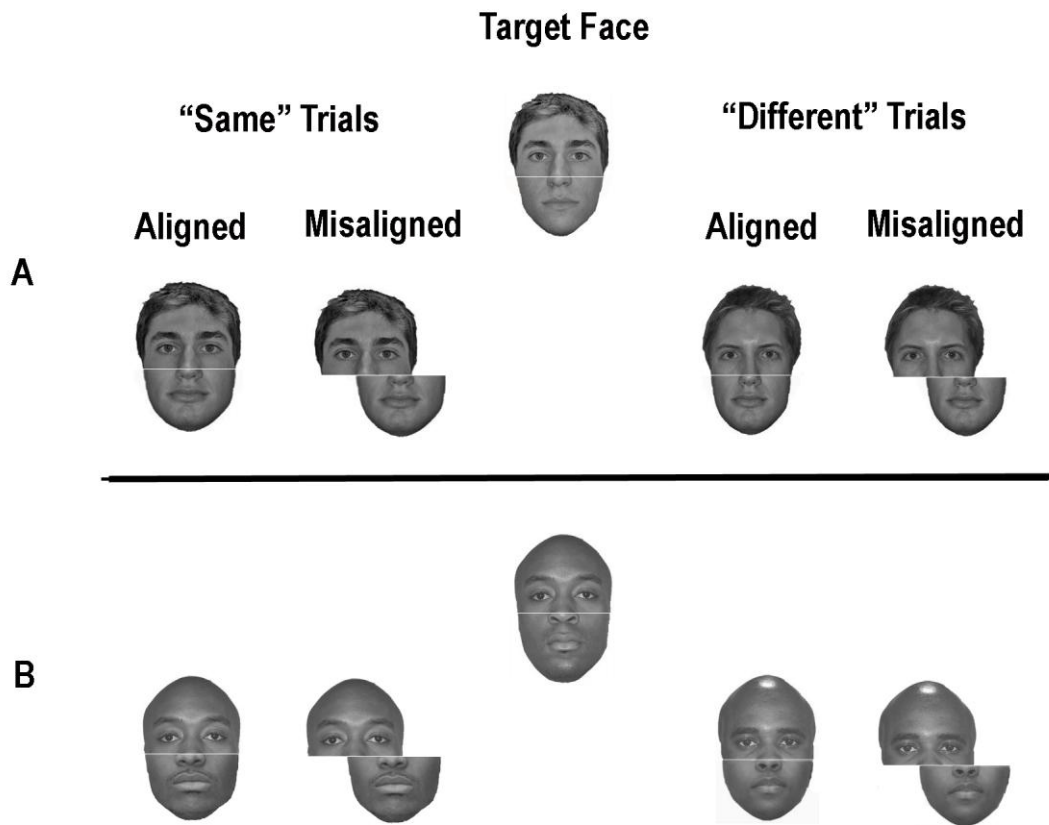 Target Face
“Same” Trials
“Different” Trials
Aligned
Misaligned
Aligned
Misaligned
A
B